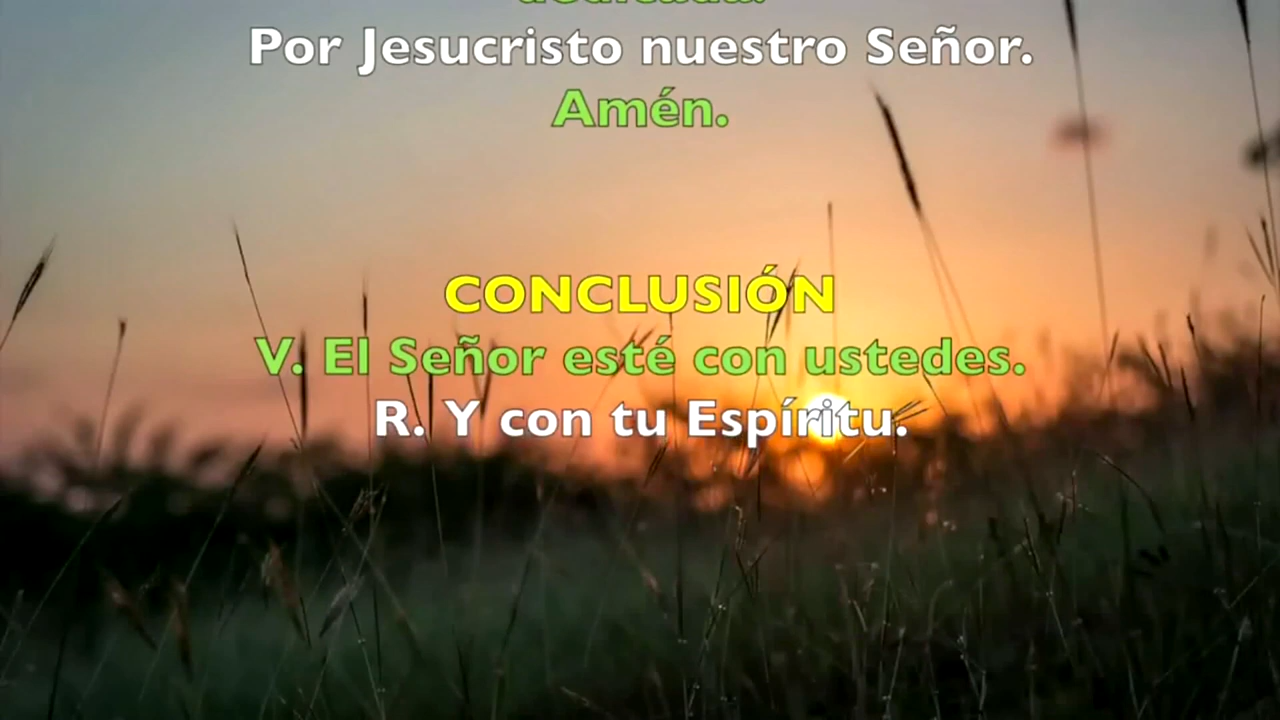 Por Jesucristo nuestro Señor.
Amén.
CONCLUSIÓN
V. El Señor esté con ustedes.
R. Y con tu Espíritu.